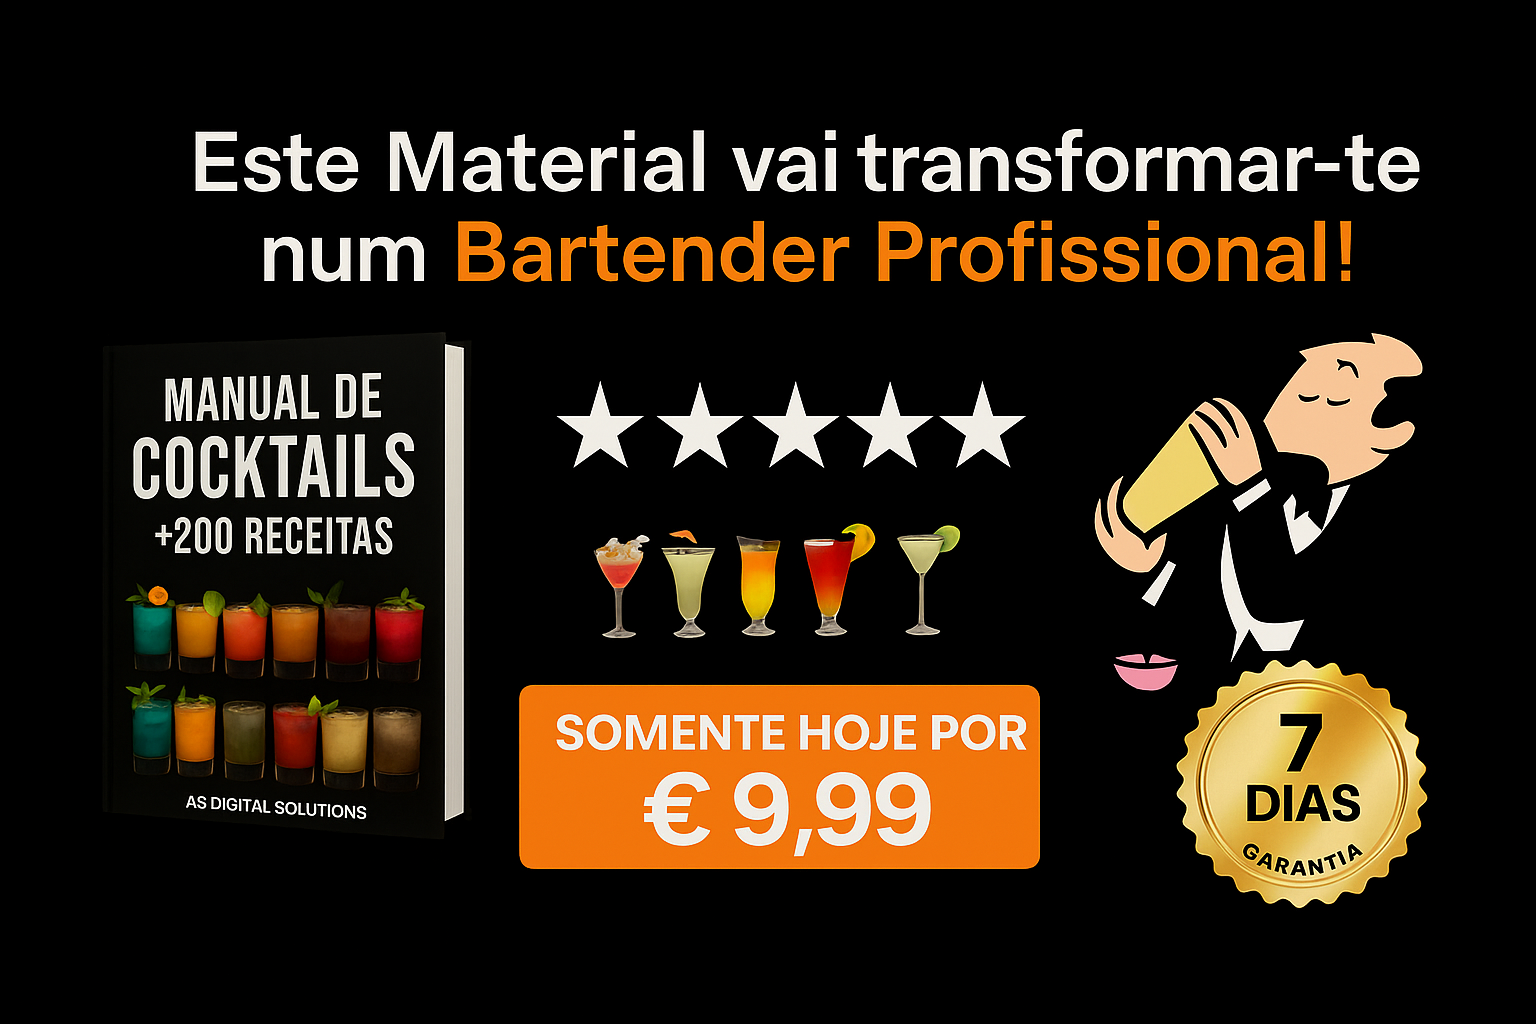 Este Material vai transformar-te
num Bartender Profissional!
MANUAL DE
COCKTAILS
+200 RECEITAS
AS DIGITAL SOLUTIONS
SOMENTE HOJE POR
€ 9,99
7
DIAS
GARANTIA